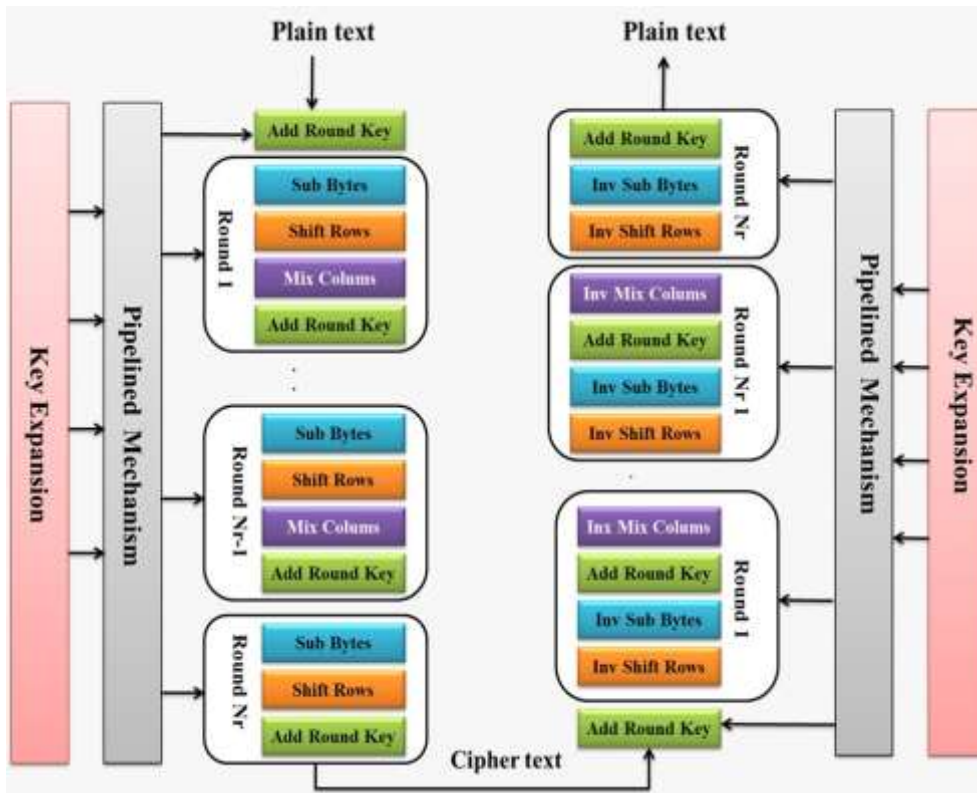 Plain text
Plain text
Key Expansion
Pipelined Mechanism
Add Round Key
Round 1
Sub Bytes
Shift Rows
Mix Colums
Add Round Key
Round Nr-1
Sub Bytes
Shift Rows
Mix Colums
Add Round Key
Round Nr
Sub Bytes
Shift Rows
Add Round Key
Cipher text
Add Round Key
Inv Sub Bytes
Inv Shift Rows
Round Nr
Inv Mix Colums
Add Round Key
Inv Sub Bytes
Inv Shift Rows
Round Nr 1
Inx Mix Colums
Add Round Key
Inv Sub Bytes
Inv Shift Rows
Round 1
Add Round Key
Pipelined Mechanism
Key Expansion